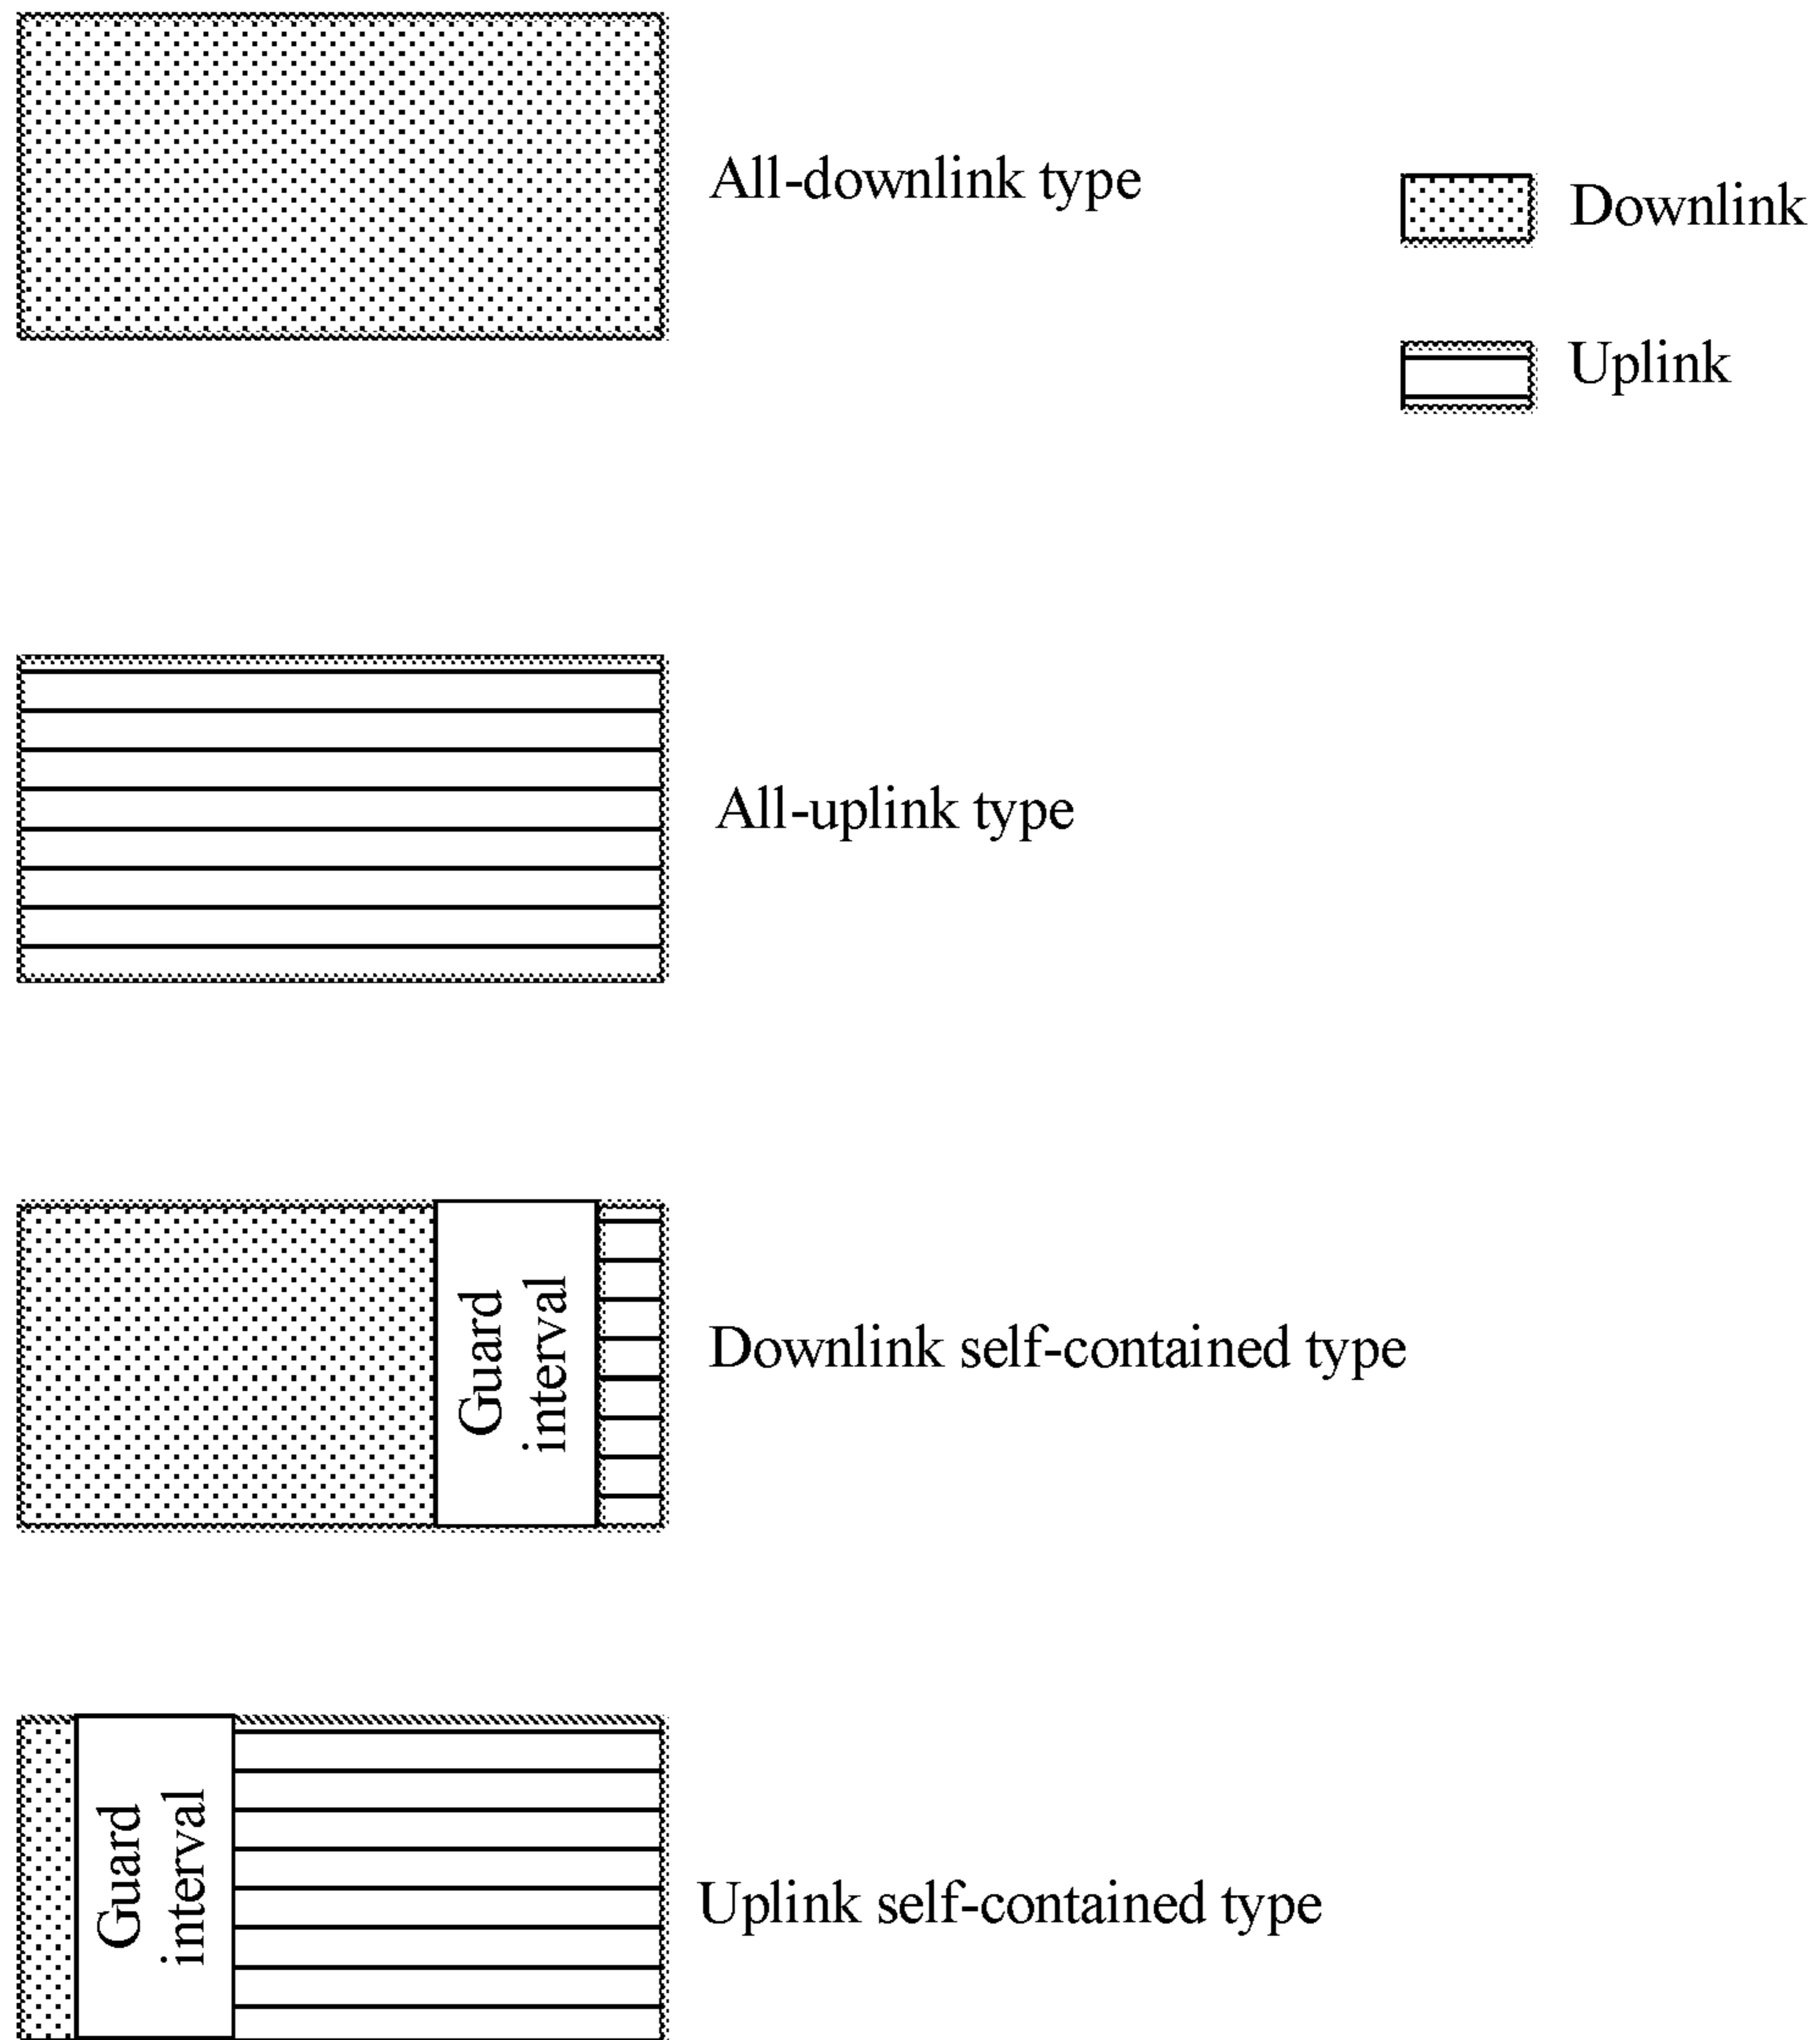 All-downlink type
Downlink
Uplink
All-uplink type
Guard
interval
Downlink self-contained type
Guard
interval
Uplink self-contained type